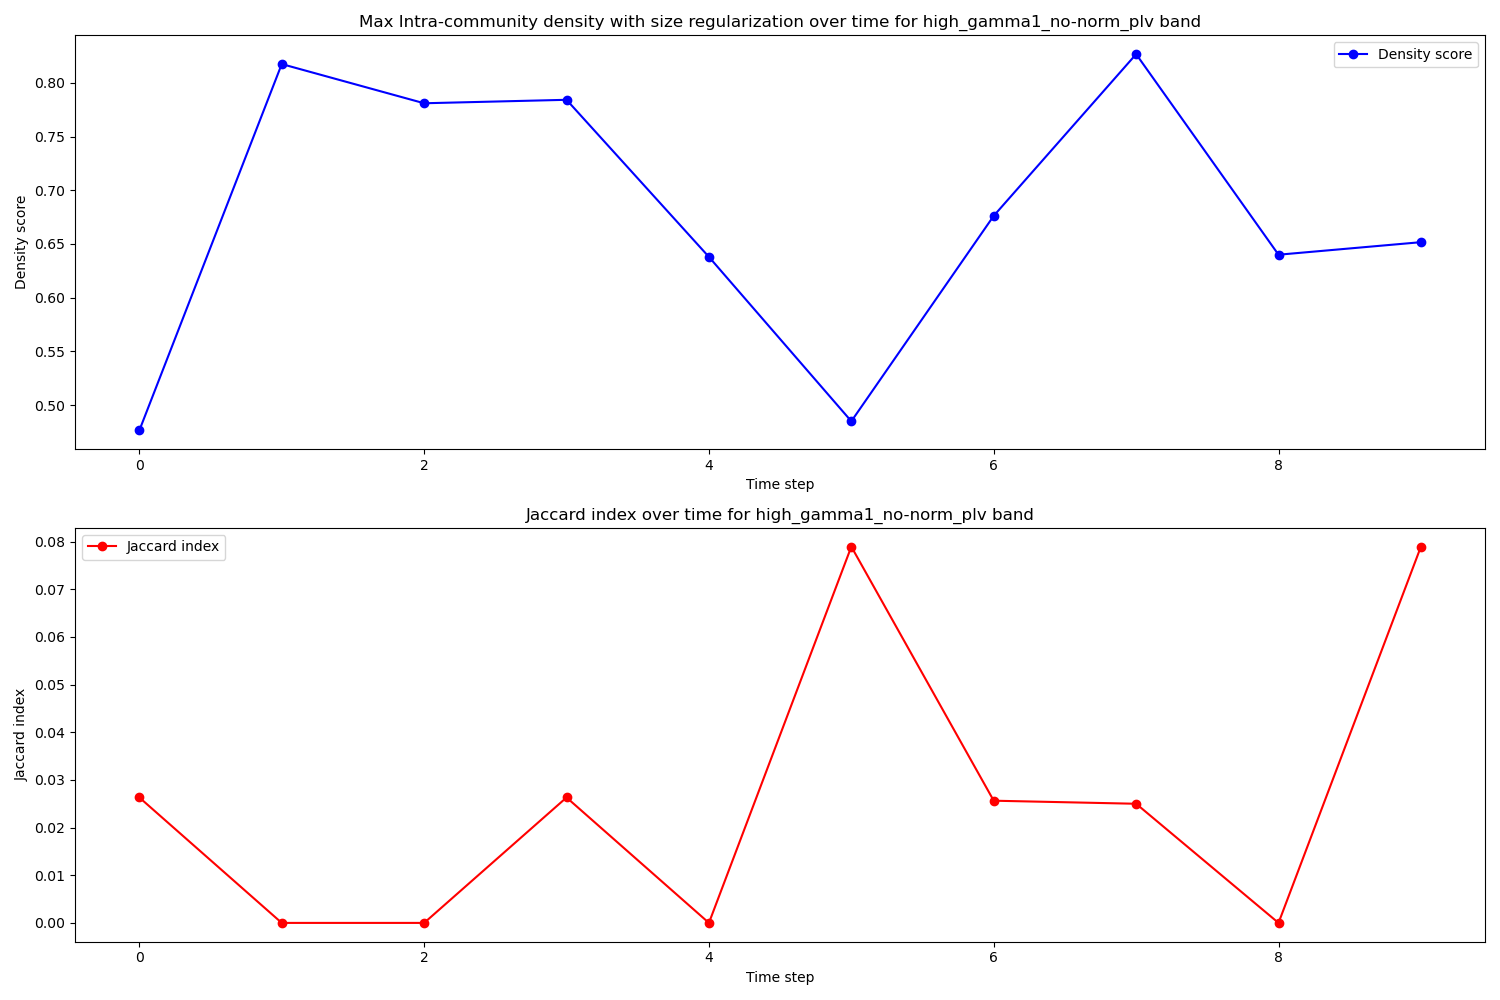 Max Intra-community density with size regularization over time for high_gamma1_no-norm_plv band
Density score
0.80
0.75
0.70
0.65
0.60
0.55
0.50
Density score
0 2 4 6 8
Time step
Jaccard index over time for high_gamma1_no-norm_plv band
Jaccard index
0.08
0.07
0.06
0.05
0.04
0.03
0.02
0.01
0.00
Jaccard index
0 2 4 6 8
Time step